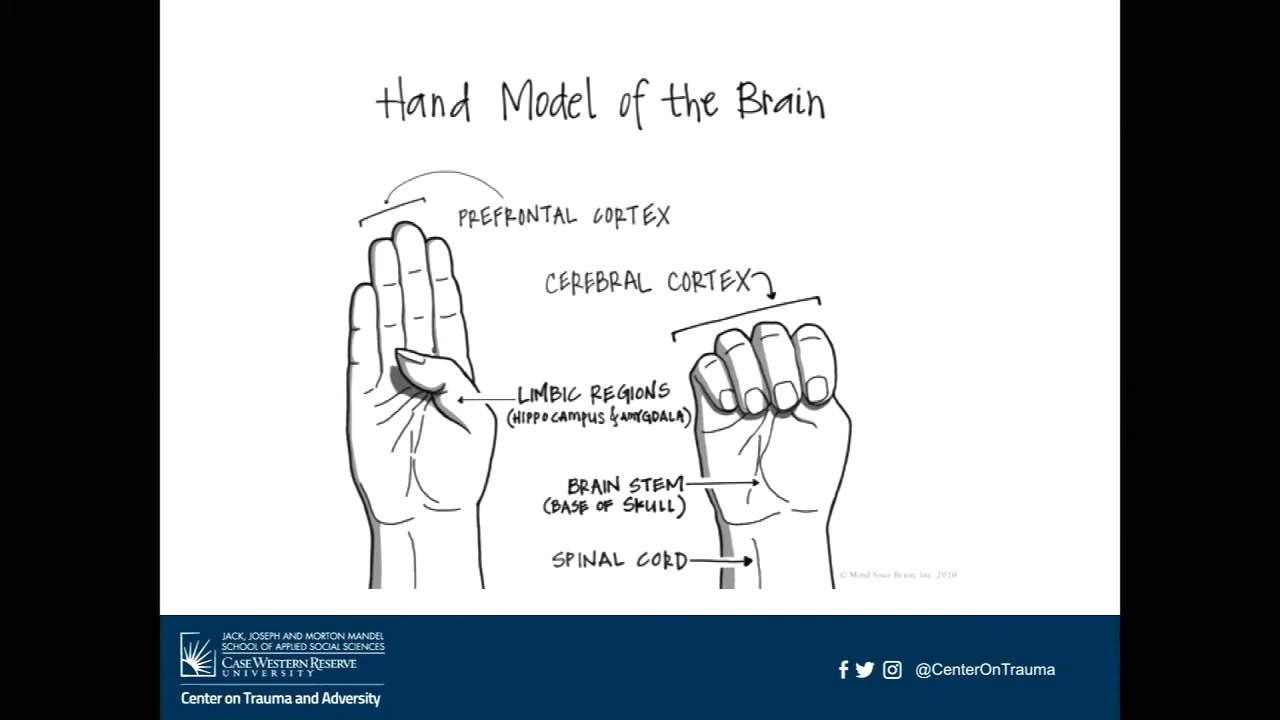 Hand Model of the Brain
PREFRONTAL CORTEX
CEREBRAL CORTEX
LIMBIC REGIONS
(HIPPOCAMPUS & AMYGDALA)
BRAIN STEM
(BASE OF SKULL)
SPINAL CORD
© Mind Your Brain, Inc. 2018
JACK, JOSEPH AND MORTON MANDEL
SCHOOL OF APPLIED SOCIAL SCIENCES
CASE WESTERN RESERVE
UNIVERSITY
Center on Trauma and Adversity
@CenterOnTrauma